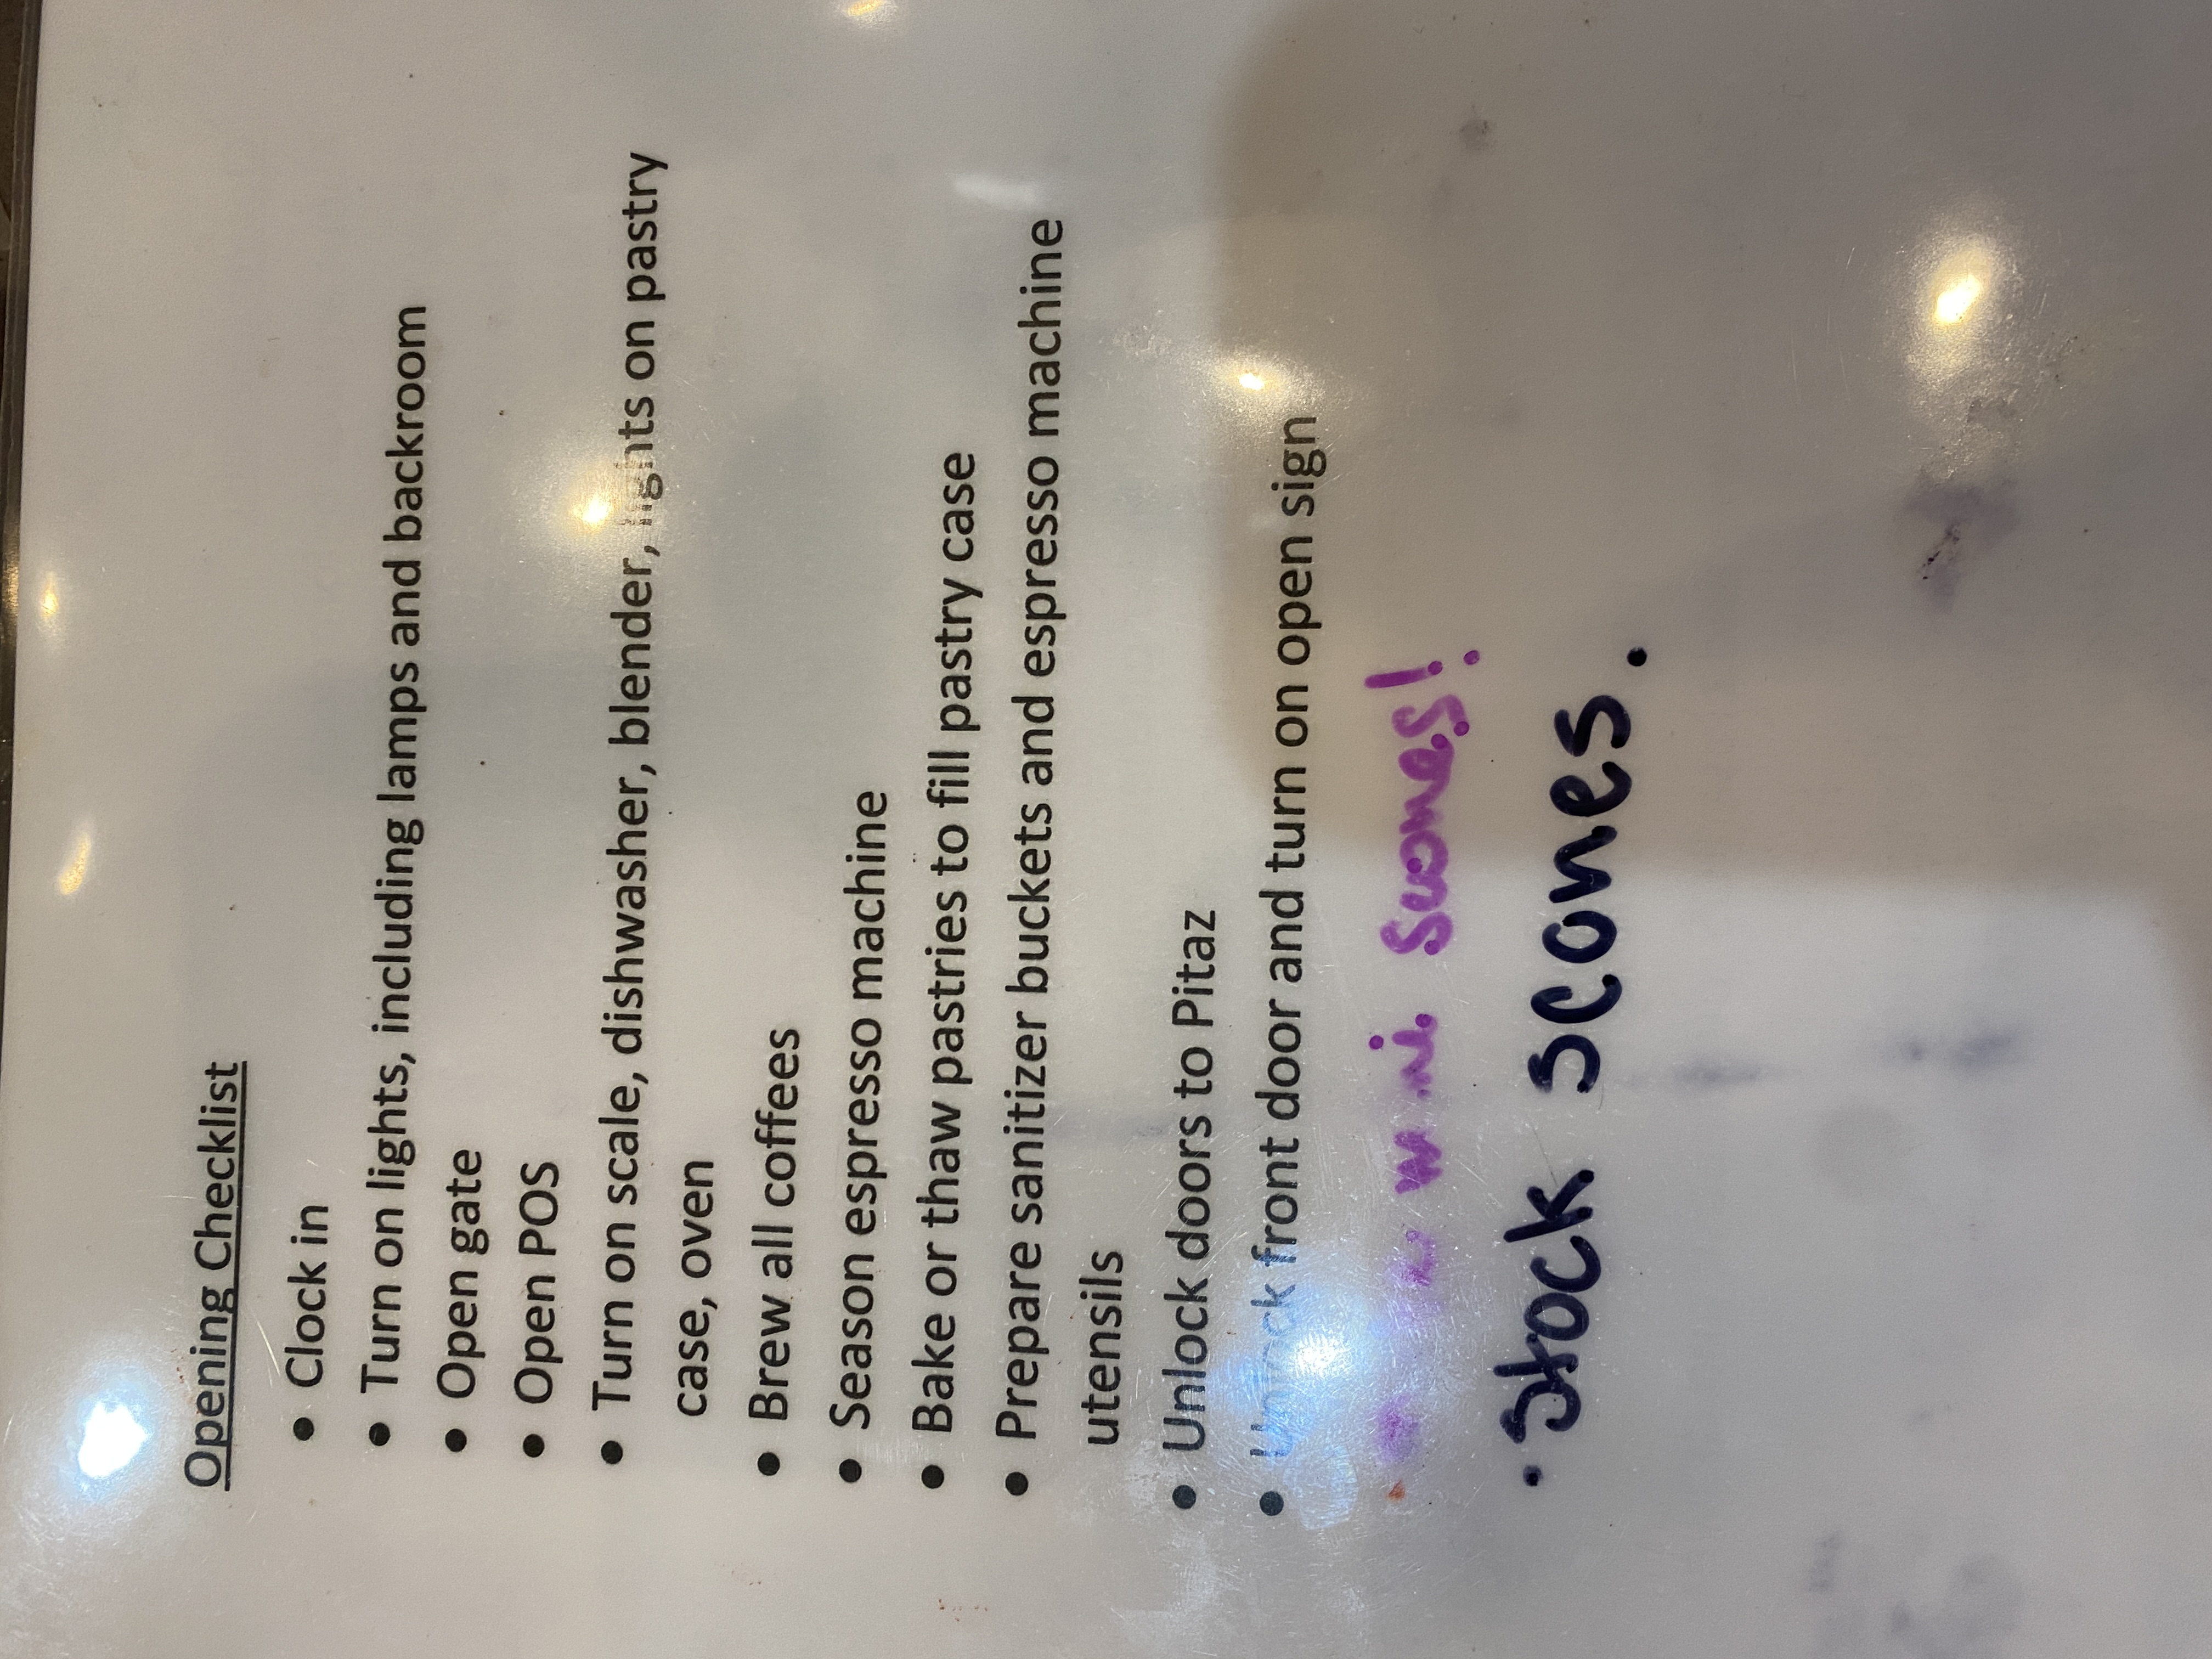 Opening Checklist
• Clock in
• Turn on lights, including lamps and backroom
• Open gate
• Open POS
• Turn on scale, dishwasher, blender, lights on pastry
case, oven
• Brew all coffees
• Season espresso machine
• Bake or thaw pastries to fill pastry case
• Prepare sanitizer buckets and espresso machine
utensils
• Unlock doors to Pitaz
• Unlock front door and turn on open sign
scones!
• Stock scones.